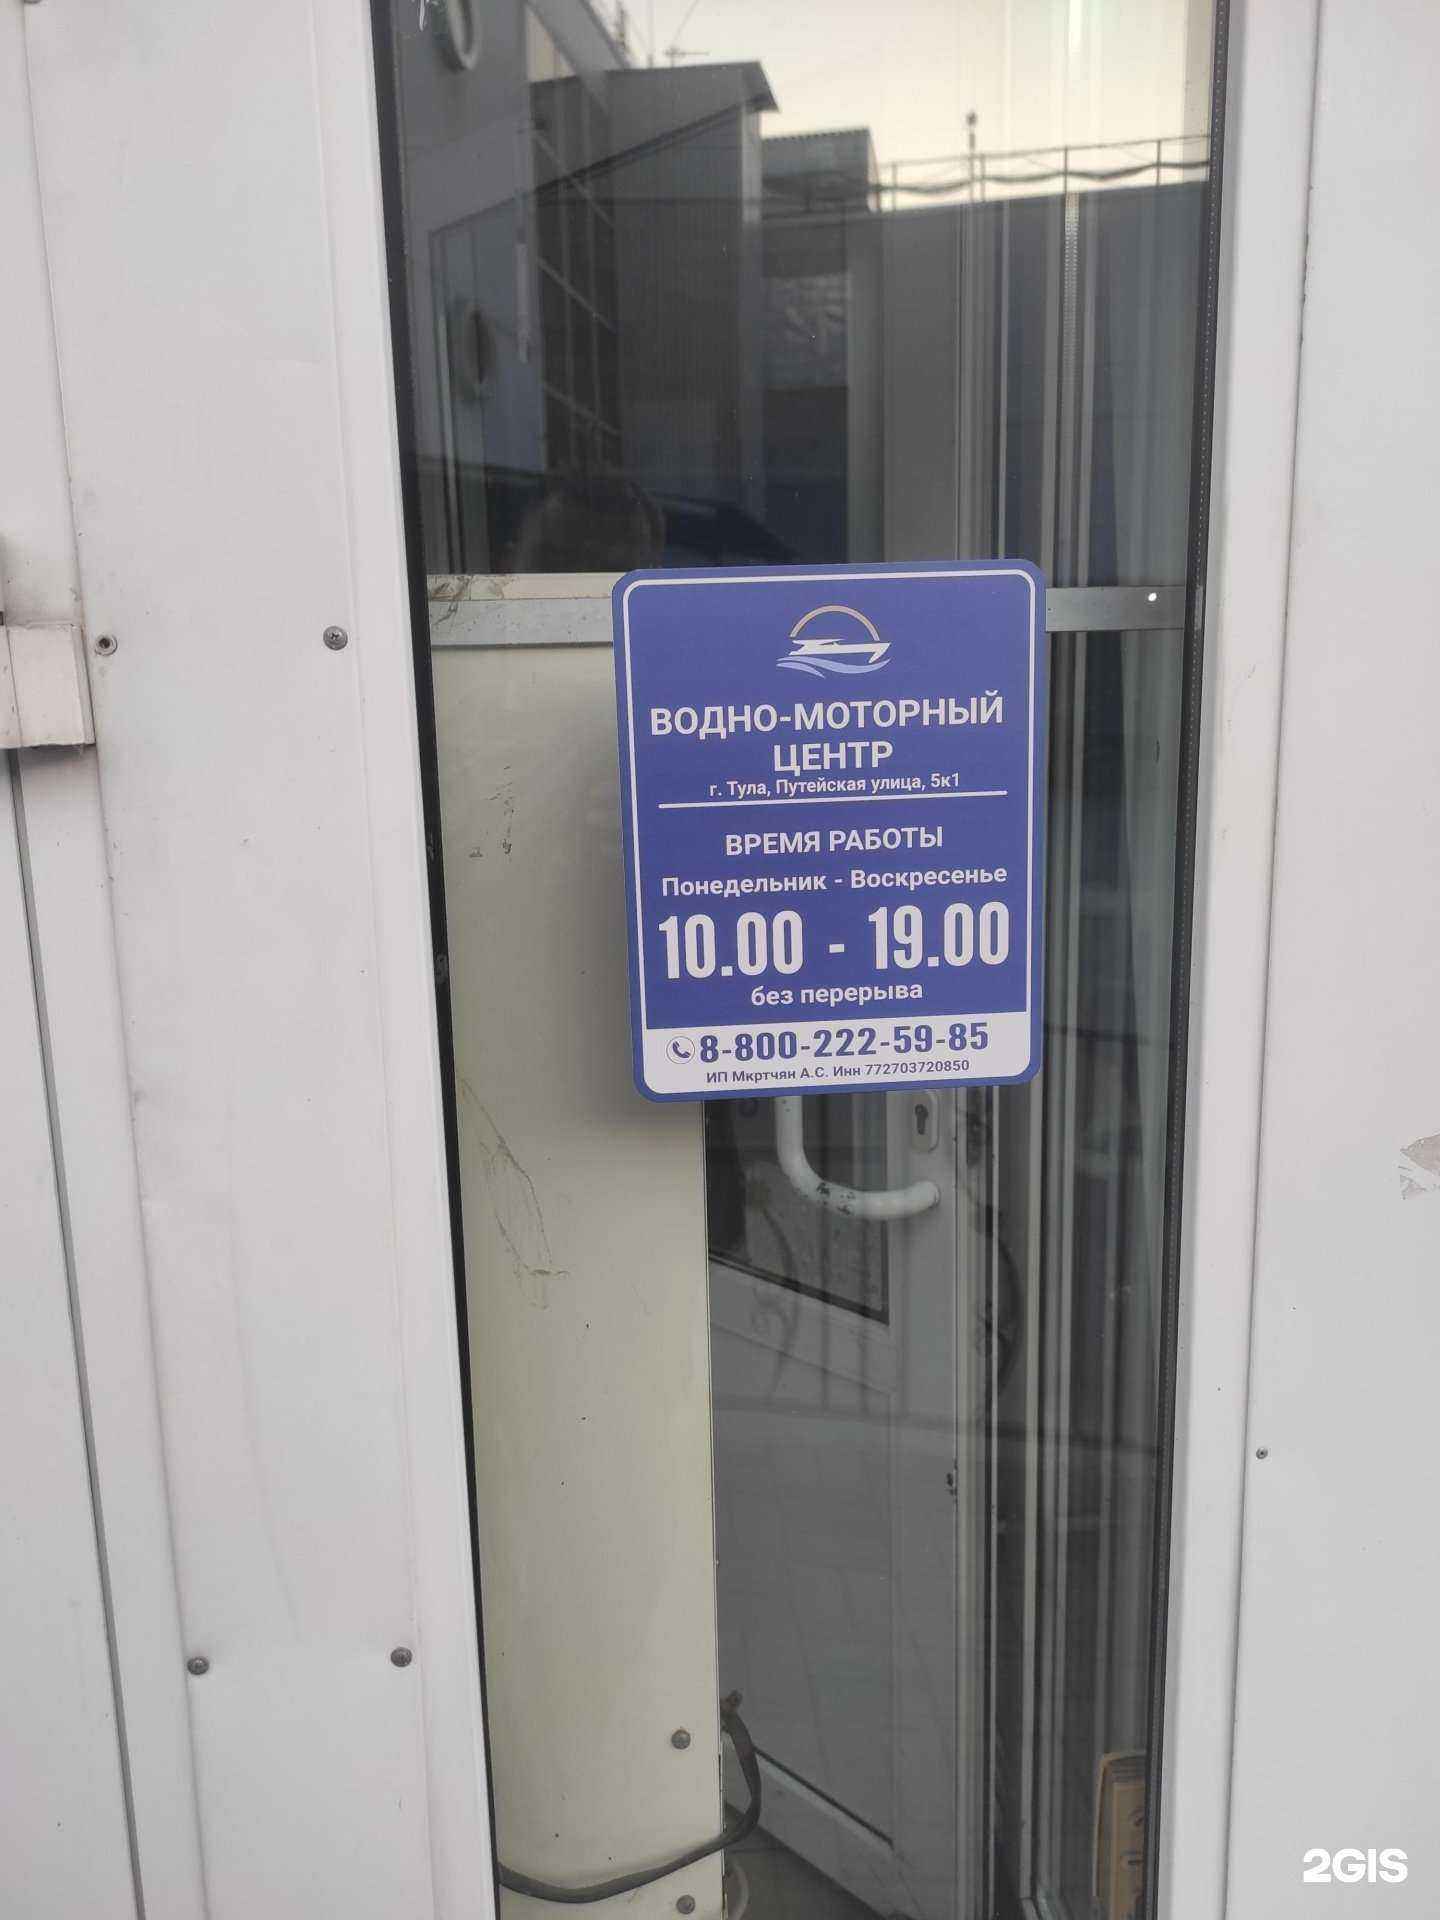 ВОДНО-МОТОРНЫЙ
ЦЕНТР
г. Тула, Путейская улица, 5к1
ВРЕМЯ РАБОТЫ
Понедельник - Воскресенье
10.00 - 19.00
без перерыва
8-800-222-59-85
ИП Мкртчян А.С. Инн 772703720850
2GIS